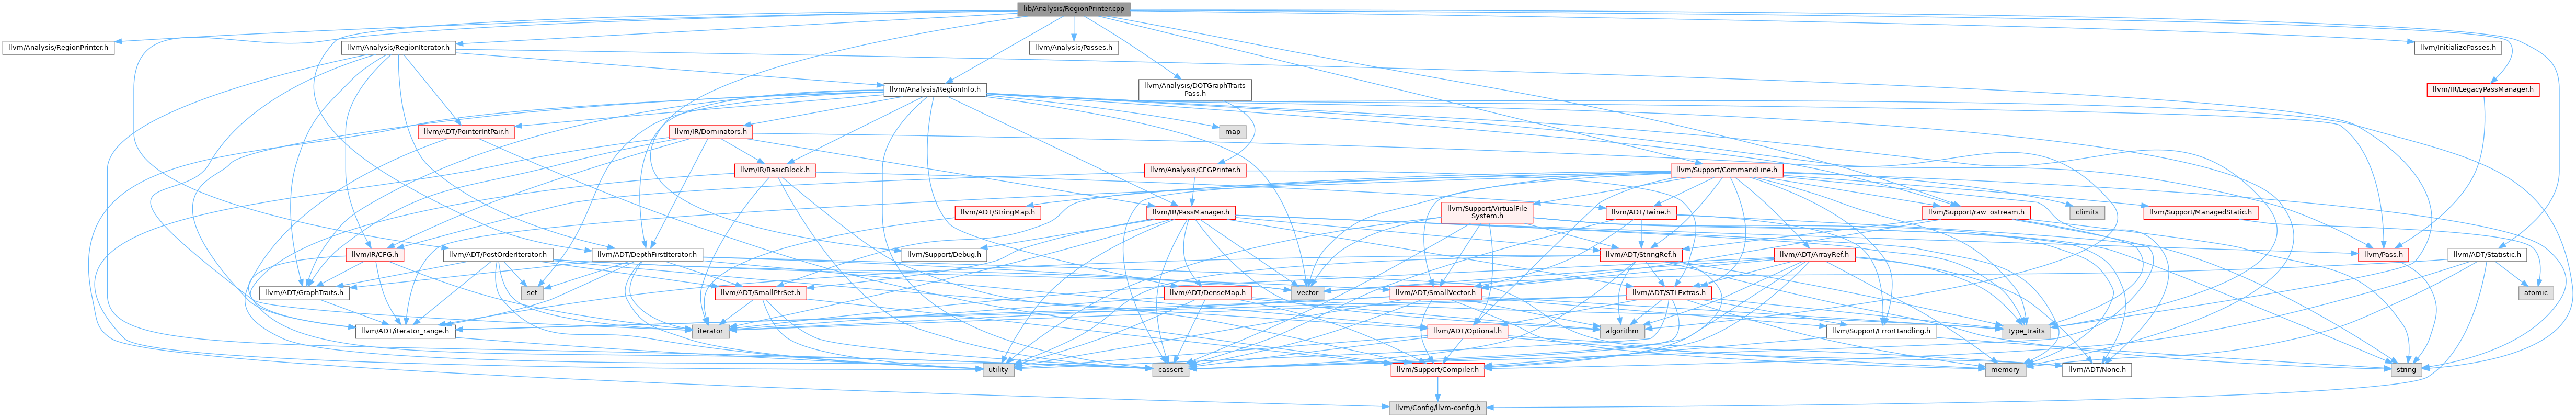 lib/Analysis/RegionPrinter.cpp
llvm/Analysis/RegionPrinter.h
llvm/Analysis/RegionIterator.h
llvm/Analysis/Passes.h
llvm/InitializePasses.h
llvm/Analysis/RegionInfo.h
llvm/Analysis/DOTGraphTraits
Pass.h
llvm/IR/LegacyPassManager.h
llvm/ADT/PointerIntPair.h
llvm/IR/Dominators.h
map
llvm/IR/BasicBlock.h
llvm/Analysis/CFGPrinter.h
llvm/Support/CommandLine.h
llvm/ADT/StringMap.h
llvm/IR/PassManager.h
llvm/Support/VirtualFile
System.h
llvm/ADT/Twine.h
llvm/Support/raw_ostream.h
climits
llvm/Support/ManagedStatic.h
llvm/IR/CFG.h
llvm/ADT/PostOrderIterator.h
llvm/ADT/DepthFirstIterator.h
llvm/Support/Debug.h
llvm/ADT/StringRef.h
llvm/ADT/ArrayRef.h
llvm/Pass.h
llvm/ADT/Statistic.h
llvm/ADT/GraphTraits.h
set
llvm/ADT/SmallPtrSet.h
llvm/ADT/DenseMap.h
vector
llvm/ADT/SmallVector.h
llvm/ADT/STLExtras.h
atomic
llvm/ADT/iterator_range.h
iterator
llvm/ADT/Optional.h
algorithm
llvm/Support/ErrorHandling.h
type_traits
utility
cassert
llvm/Support/Compiler.h
memory
llvm/ADT/None.h
string
llvm/Config/llvm-config.h